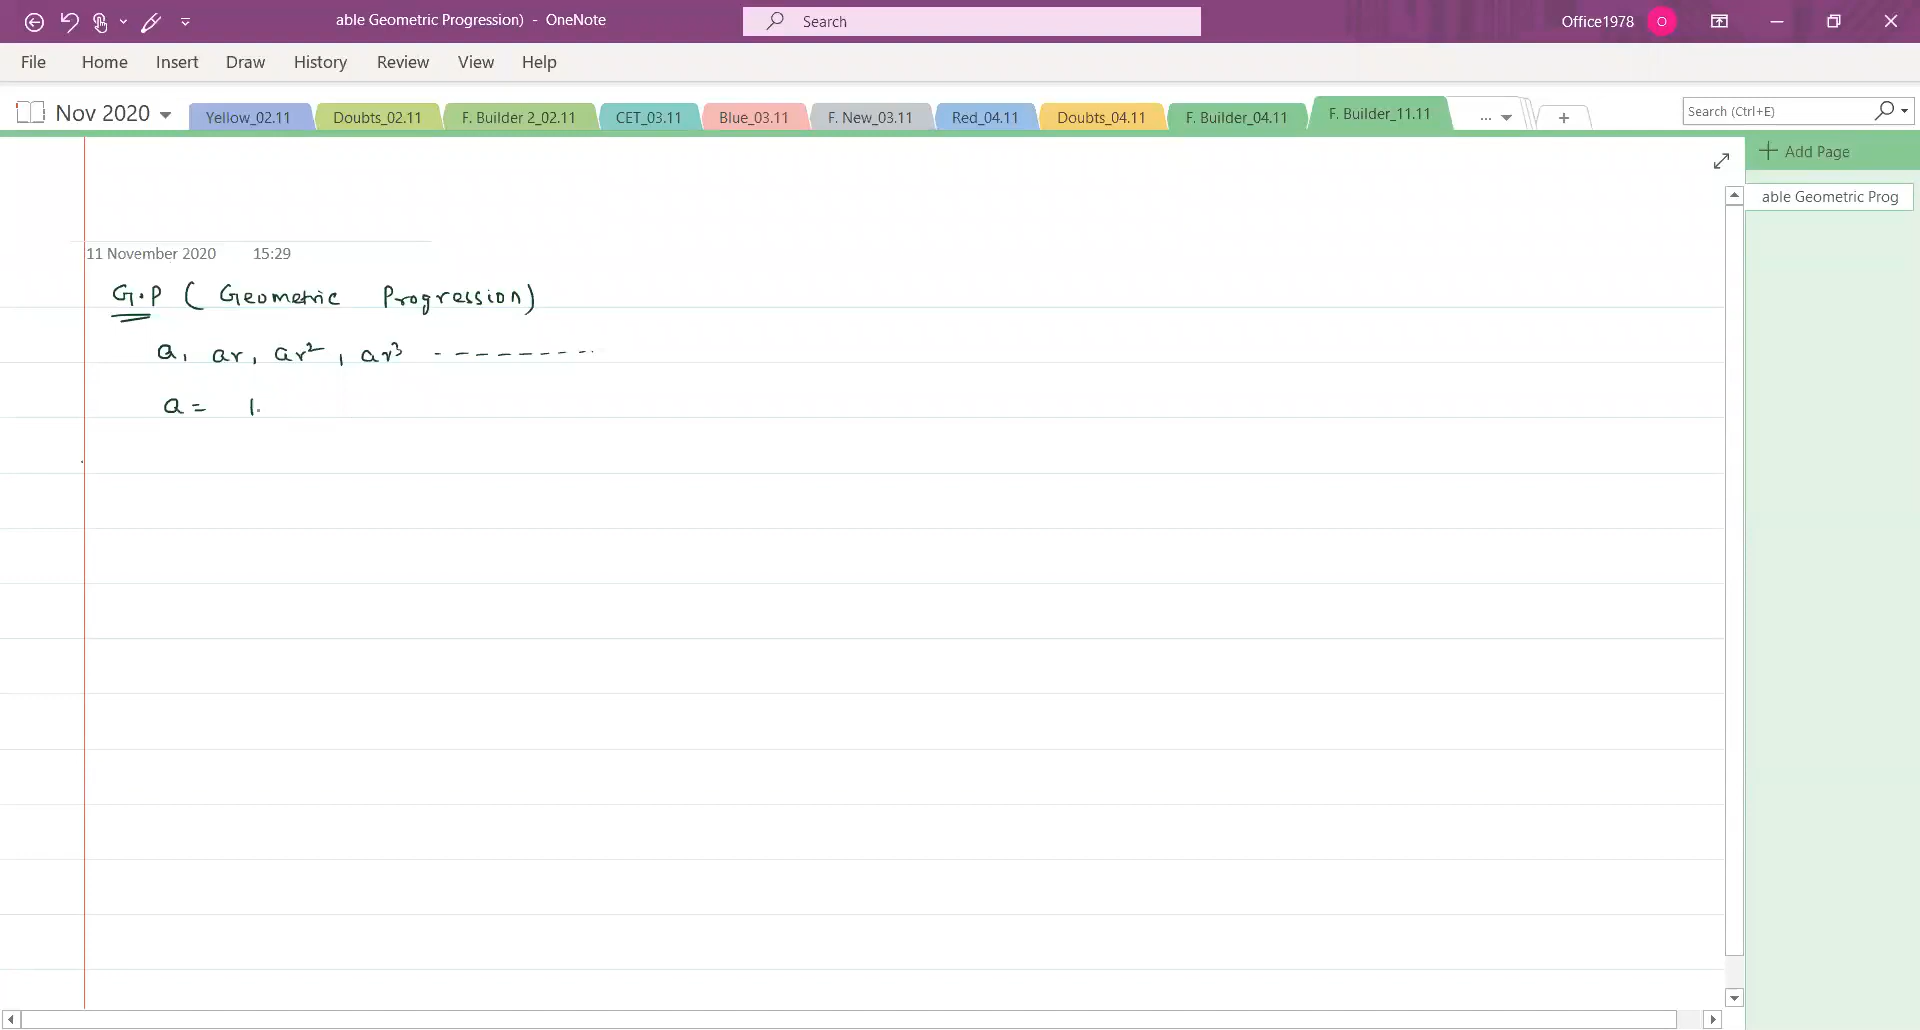 able Geometric Progression) - OneNote
Search
Office1978
O
File Home Insert Draw History Review View Help
Nov 2020
Yellow_02.11 Doubts_02.11 F. Builder 2_02.11 CET_03.11 Blue_03.11 F. New_03.11 Red_04.11 Doubts_04.11 F. Builder_04.11 F. Builder_11.11 ...
Search (Ctrl+E)
Add Page
able Geometric Prog
11 November 2020 15:29
G.P ( Geometric Progression)
a, ar, ar², ar³ ---------
a =